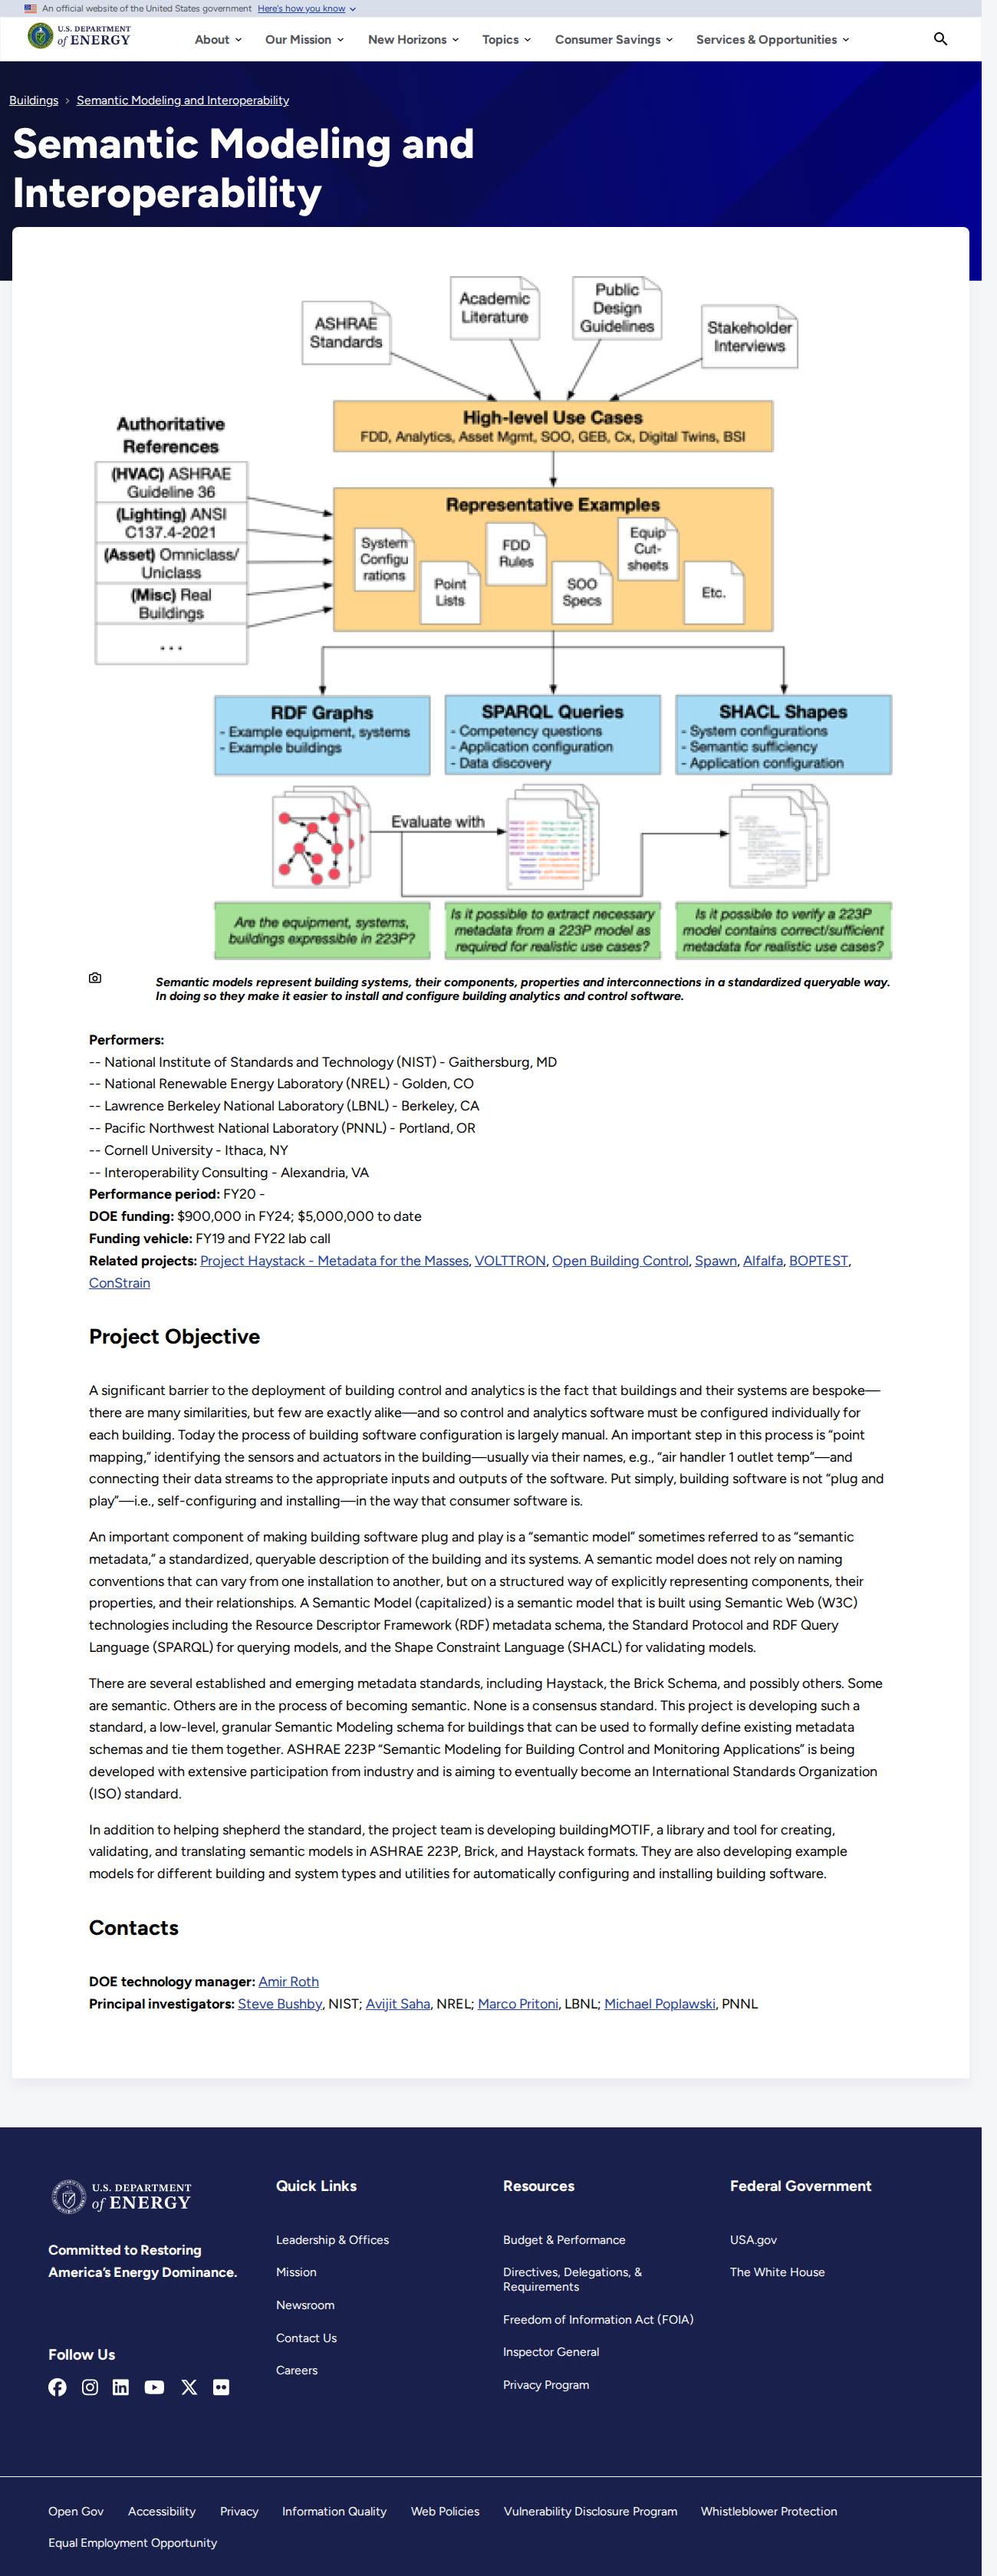 An official website of the United States government Here's how you know
U.S. DEPARTMENT
of ENERGY
About Our Mission New Horizons Topics Consumer Savings Services & Opportunities
Buildings > Semantic Modeling and Interoperability
Semantic Modeling and
Interoperability
ASHRAE
Standards
Academic
Literature
Public
Design
Guidelines
Stakeholder
Interviews
High-level Use Cases
FDD, Analytics, Asset Mgmt, SOO, GEB, Cx, Digital Twins, BSI
Authoritative
References
(HVAC) ASHRAE
Guideline 36
(Lighting) ANSI
C137.4-2021
(Asset) Omniclass/
Uniclass
(Misc) Real
Buildings
...
Representative Examples
System
Configu
rations
Point
Lists
FDD
Rules
SOO
Specs
Equip
Cut-
sheets
Etc.
RDF Graphs
- Example equipment, systems
- Example buildings
SPARQL Queries
- Competency questions
- Application configuration
- Data discovery
SHACL Shapes
- System configurations
- Semantic sufficiency
- Application configuration
Evaluate with
Are the equipment, systems,
buildings expressible in 223P?
Is it possible to extract necessary
metadata from a 223P model as
required for realistic use cases?
Is it possible to verify a 223P
model contains correct/sufficient
metadata for realistic use cases?
Semantic models represent building systems, their components, properties and interconnections in a standardized queryable way.
In doing so they make it easier to install and configure building analytics and control software.
Performers:
-- National Institute of Standards and Technology (NIST) - Gaithersburg, MD
-- National Renewable Energy Laboratory (NREL) - Golden, CO
-- Lawrence Berkeley National Laboratory (LBNL) - Berkeley, CA
-- Pacific Northwest National Laboratory (PNNL) - Portland, OR
-- Cornell University - Ithaca, NY
-- Interoperability Consulting - Alexandria, VA
Performance period: FY20 -
DOE funding: $900,000 in FY24; $5,000,000 to date
Funding vehicle: FY19 and FY22 lab call
Related projects: Project Haystack - Metadata for the Masses, VOLTTRON, Open Building Control, Spawn, Alfalfa, BOPTEST,
ConStrain
Project Objective
A significant barrier to the deployment of building control and analytics is the fact that buildings and their systems are bespoke—
there are many similarities, but few are exactly alike—and so control and analytics software must be configured individually for
each building. Today the process of building software configuration is largely manual. An important step in this process is “point
mapping,” identifying the sensors and actuators in the building—usually via their names, e.g., “air handler 1 outlet temp”—and
connecting their data streams to the appropriate inputs and outputs of the software. Put simply, building software is not “plug and
play”—i.e., self-configuring and installing—in the way that consumer software is.
An important component of making building software plug and play is a “semantic model” sometimes referred to as “semantic
metadata,” a standardized, queryable description of the building and its systems. A semantic model does not rely on naming
conventions that can vary from one installation to another, but on a structured way of explicitly representing components, their
properties, and their relationships. A Semantic Model (capitalized) is a semantic model that is built using Semantic Web (W3C)
technologies including the Resource Descriptor Framework (RDF) metadata schema, the Standard Protocol and RDF Query
Language (SPARQL) for querying models, and the Shape Constraint Language (SHACL) for validating models.
There are several established and emerging metadata standards, including Haystack, the Brick Schema, and possibly others. Some
are semantic. Others are in the process of becoming semantic. None is a consensus standard. This project is developing such a
standard, a low-level, granular Semantic Modeling schema for buildings that can be used to formally define existing metadata
schemas and tie them together. ASHRAE 223P “Semantic Modeling for Building Control and Monitoring Applications” is being
developed with extensive participation from industry and is aiming to eventually become an International Standards Organization
(ISO) standard.
In addition to helping shepherd the standard, the project team is developing buildingMOTIF, a library and tool for creating,
validating, and translating semantic models in ASHRAE 223P, Brick, and Haystack formats. They are also developing example
models for different building and system types and utilities for automatically configuring and installing building software.
Contacts
DOE technology manager: Amir Roth
Principal investigators: Steve Bushby, NIST; Avijit Saha, NREL; Marco Pritoni, LBNL; Michael Poplawski, PNNL
U.S. DEPARTMENT
of ENERGY
Committed to Restoring
America’s Energy Dominance.
Follow Us
Quick Links
Leadership & Offices
Mission
Newsroom
Contact Us
Careers
Resources
Budget & Performance
Directives, Delegations, &
Requirements
Freedom of Information Act (FOIA)
Inspector General
Privacy Program
Federal Government
USA.gov
The White House
Open Gov Accessibility Privacy Information Quality Web Policies Vulnerability Disclosure Program Whistleblower Protection
Equal Employment Opportunity